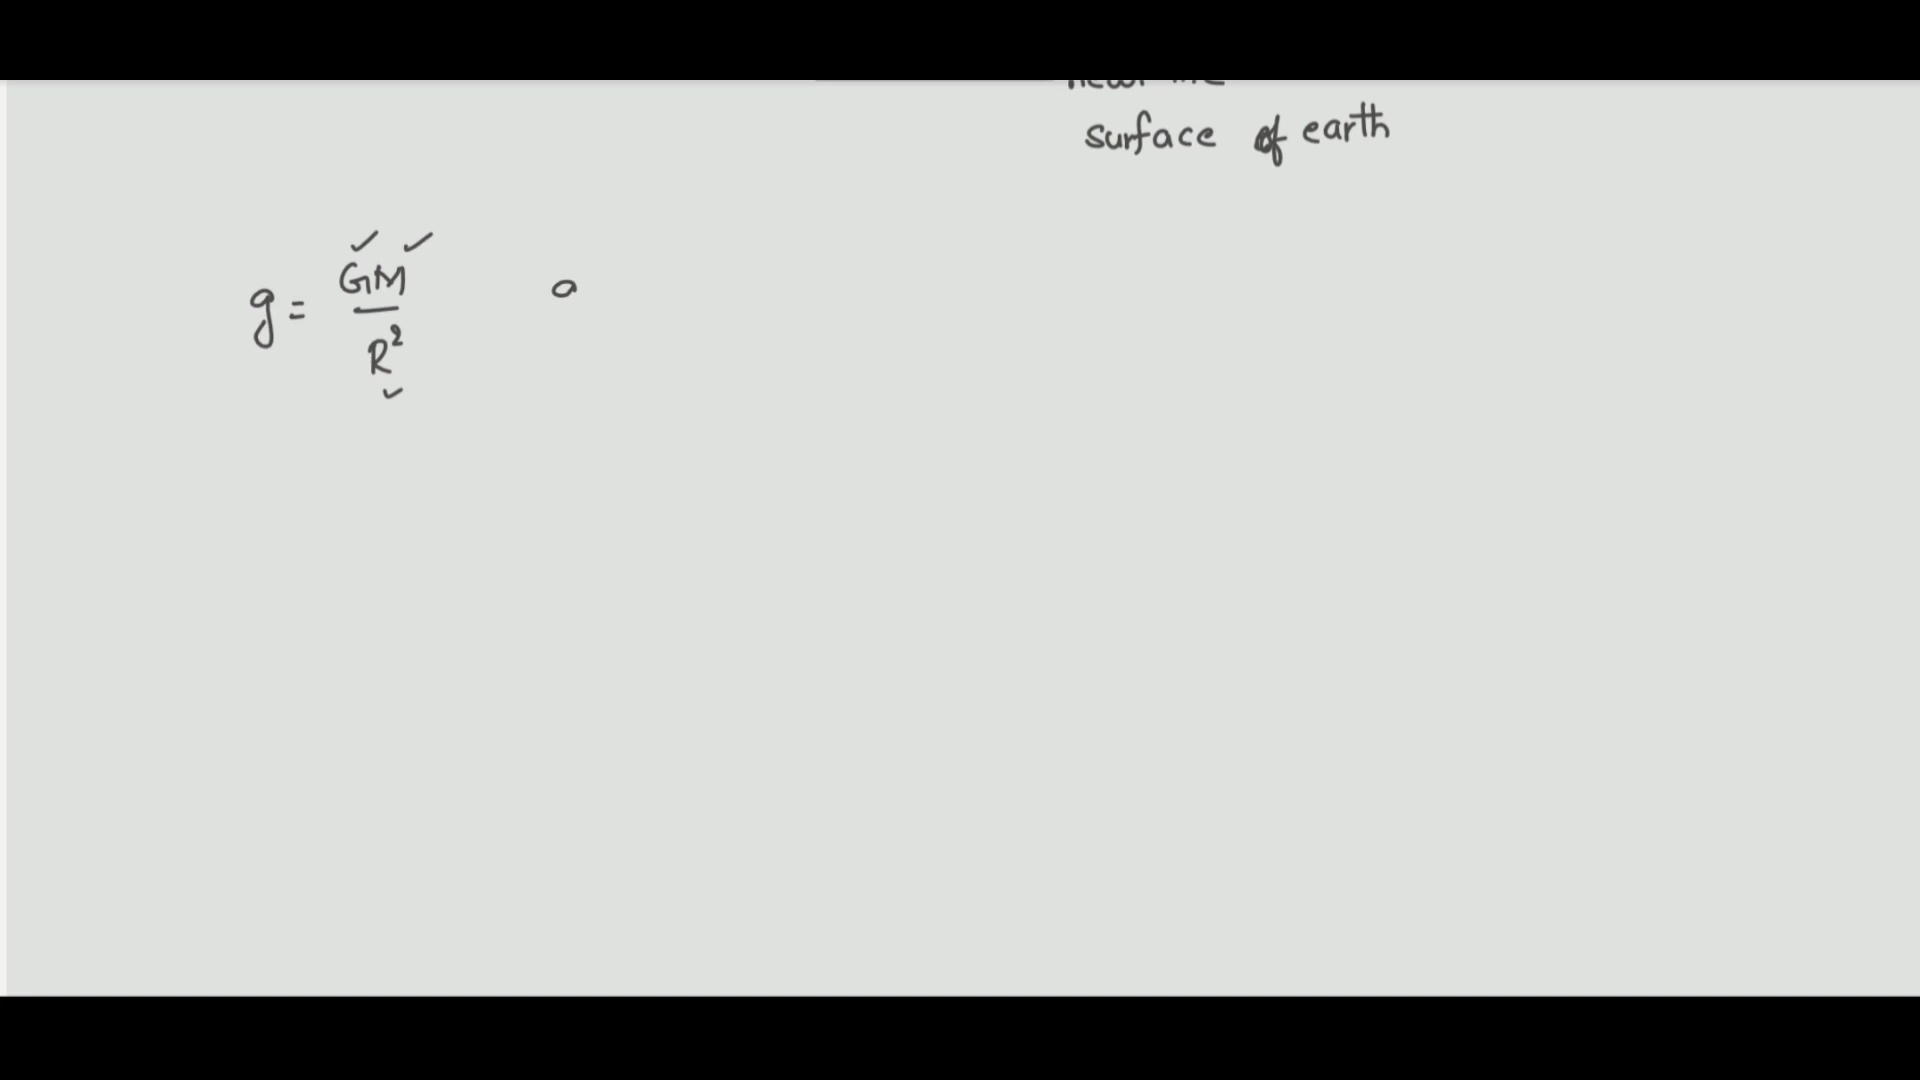 surface of earth
g = GM / R²
a